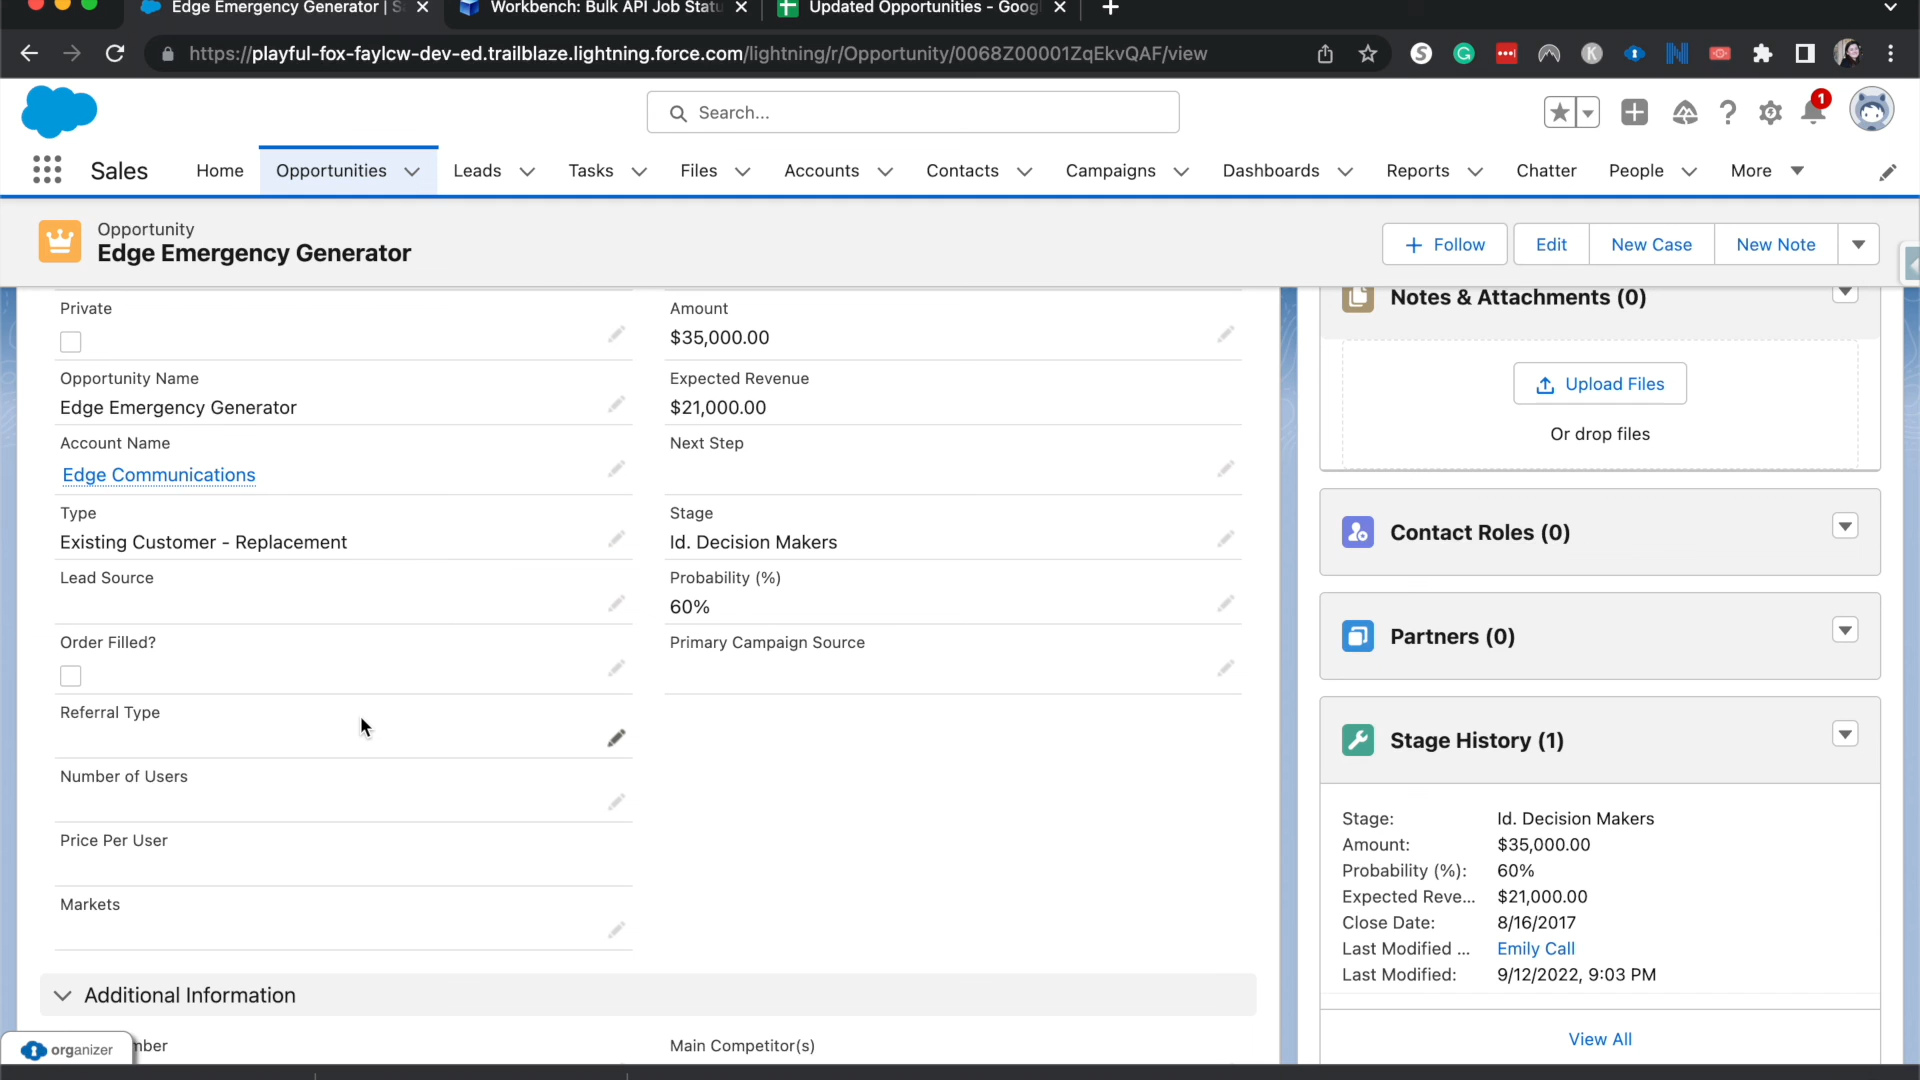 Edge Emergency Generator | S
Workbench: Bulk API Job Statu
Updated Opportunities - Goog
https://playful-fox-faylcw-dev-ed.trailblaze.lightning.force.com/lightning/r/Opportunity/0068Z00001ZqEkvQAF/view
Search...
1
Sales
Home
Opportunities
Leads
Tasks
Files
Accounts
Contacts
Campaigns
Dashboards
Reports
Chatter
People
More
Opportunity
Edge Emergency Generator
Follow
Edit
New Case
New Note
Private
Amount
$35,000.00
Opportunity Name
Edge Emergency Generator
Expected Revenue
$21,000.00
Account Name
Edge Communications
Next Step
Type
Existing Customer - Replacement
Stage
Id. Decision Makers
Lead Source
Probability (%)
60%
Order Filled?
Primary Campaign Source
Referral Type
Number of Users
Price Per User
Markets
Additional Information
mber
Main Competitor(s)
organizer
Notes & Attachments (0)
Upload Files
Or drop files
Contact Roles (0)
Partners (0)
Stage History (1)
Stage: Id. Decision Makers
Amount: $35,000.00
Probability (%): 60%
Expected Reve... $21,000.00
Close Date: 8/16/2017
Last Modified ... Emily Call
Last Modified: 9/12/2022, 9:03 PM
View All